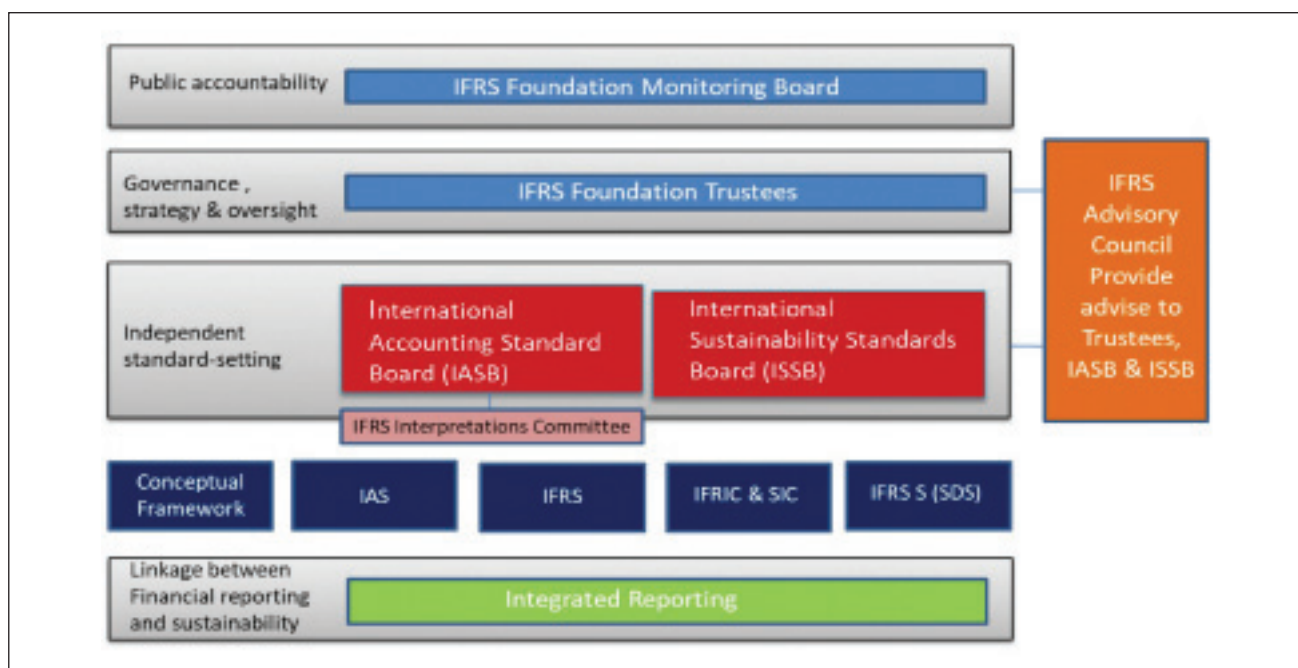 Public accountability
IFRS Foundation Monitoring Board
Governance ,
strategy & oversight
IFRS Foundation Trustees
IFRS
Advisory
Council
Provide
advise to
Trustees,
IASB & ISSB
Independent
standard-setting
International
Accounting Standard
Board (IASB)
International
Sustainability Standards
Board (ISSB)
IFRS Interpretations Committee
Conceptual
Framework
IAS
IFRS
IFRIC & SIC
IFRS S (SDS)
Linkage between
Financial reporting
and sustainability
Integrated Reporting